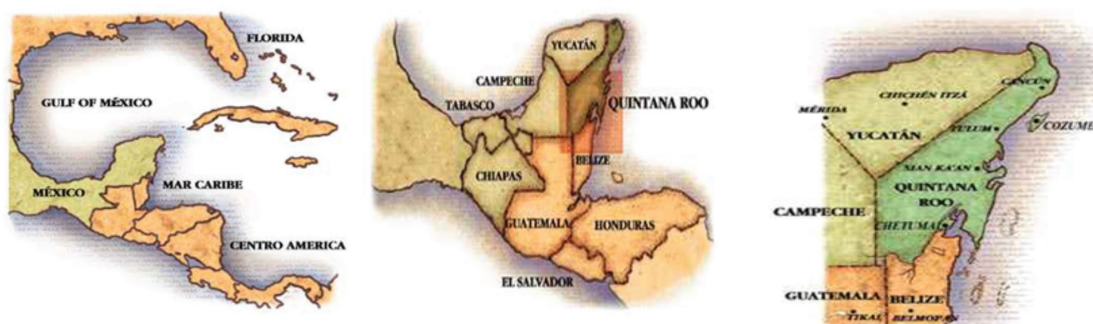 FLORIDA
GULF OF MÉXICO
MÉXICO
MAR CARIBE
CENTRO AMERICA
YUCATÁN
CAMPECHE
TABASCO
QUINTANA ROO
CHIAPAS
BELIZE
GUATEMALA
HONDURAS
EL SALVADOR
CANCÚN
MÉRIDA
CHICHÉN ITZÁ
COZUME
YUCATÁN
TULUM
SIAN KA'AN
QUINTANA
ROO
CAMPECHE
CHETUMAL
GUATEMALA
BELIZE
TIKAL
BELMOPAN